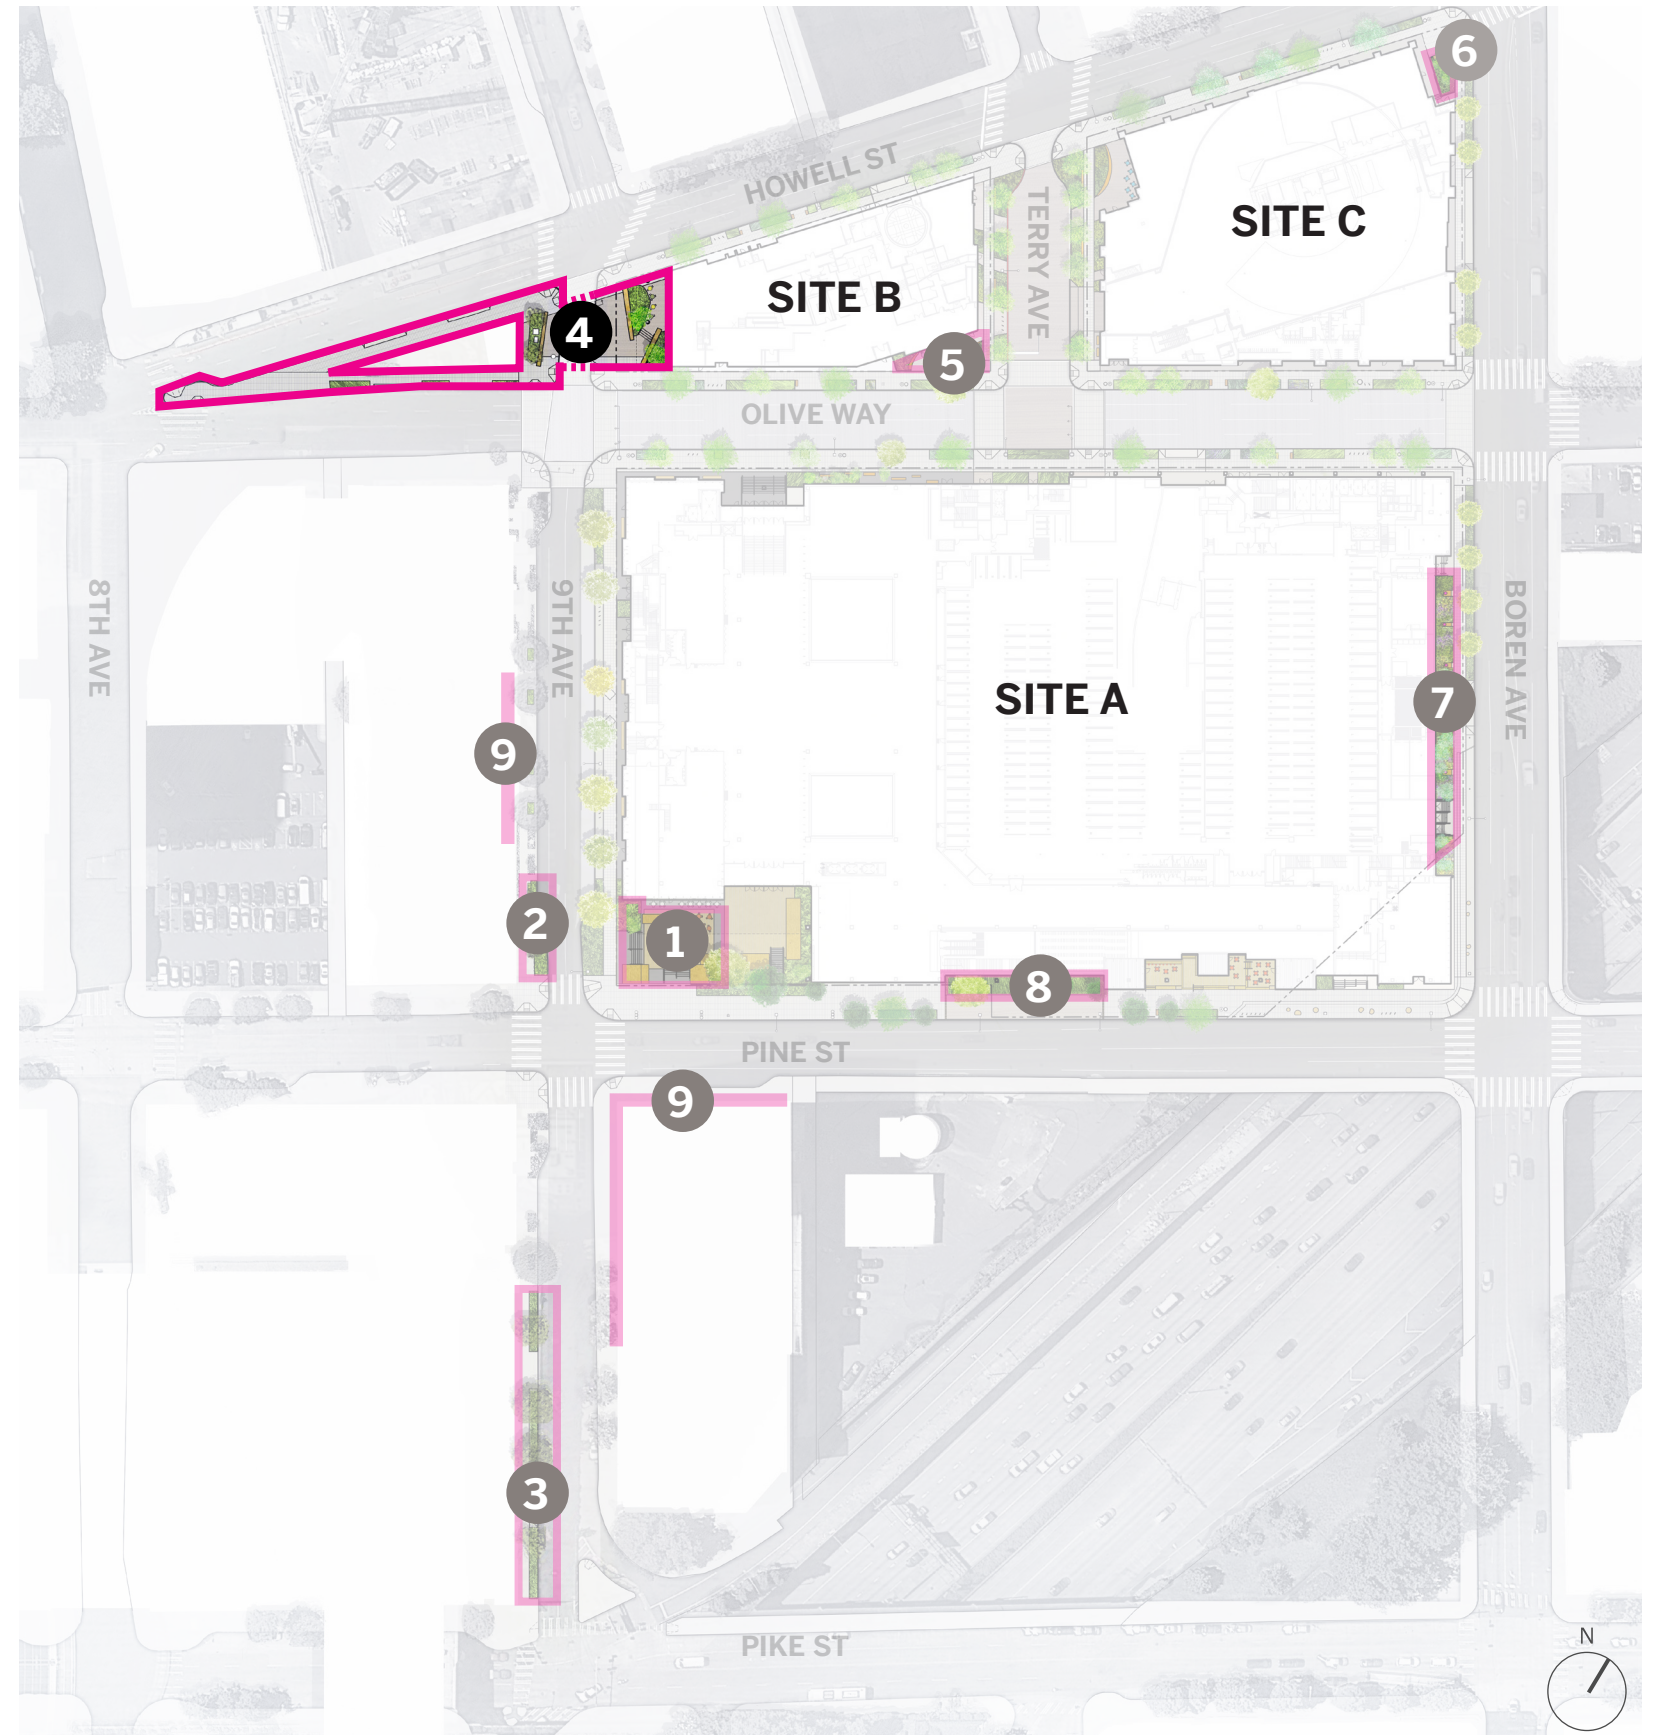 6
HOWELL ST
TERRY AVE
SITE C
SITE B
4
5
OLIVE WAY
8TH AVE
9TH AVE
BOREN AVE
SITE A
7
9
2
1
8
PINE ST
9
3
PIKE ST
N